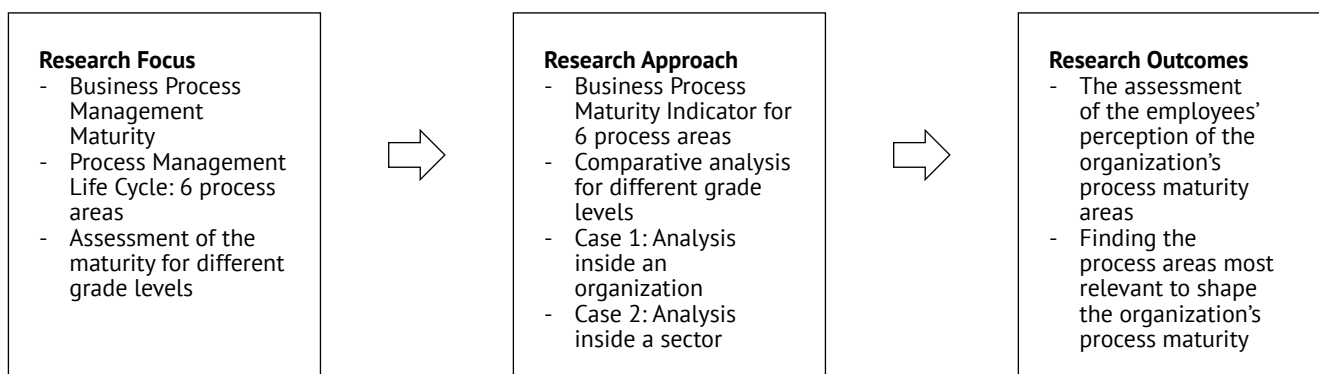 Research Focus
- Business Process
Management
Maturity
- Process Management
Life Cycle: 6 process
areas
- Assessment of the
maturity for different
grade levels
Research Approach
- Business Process
Maturity Indicator for
6 process areas
- Comparative analysis
for different grade
levels
- Case 1: Analysis
inside an
organization
- Case 2: Analysis
inside a sector
Research Outcomes
- The assessment
of the employees’
perception of the
organization’s
process maturity
areas
- Finding the
process areas most
relevant to shape
the organization’s
process maturity